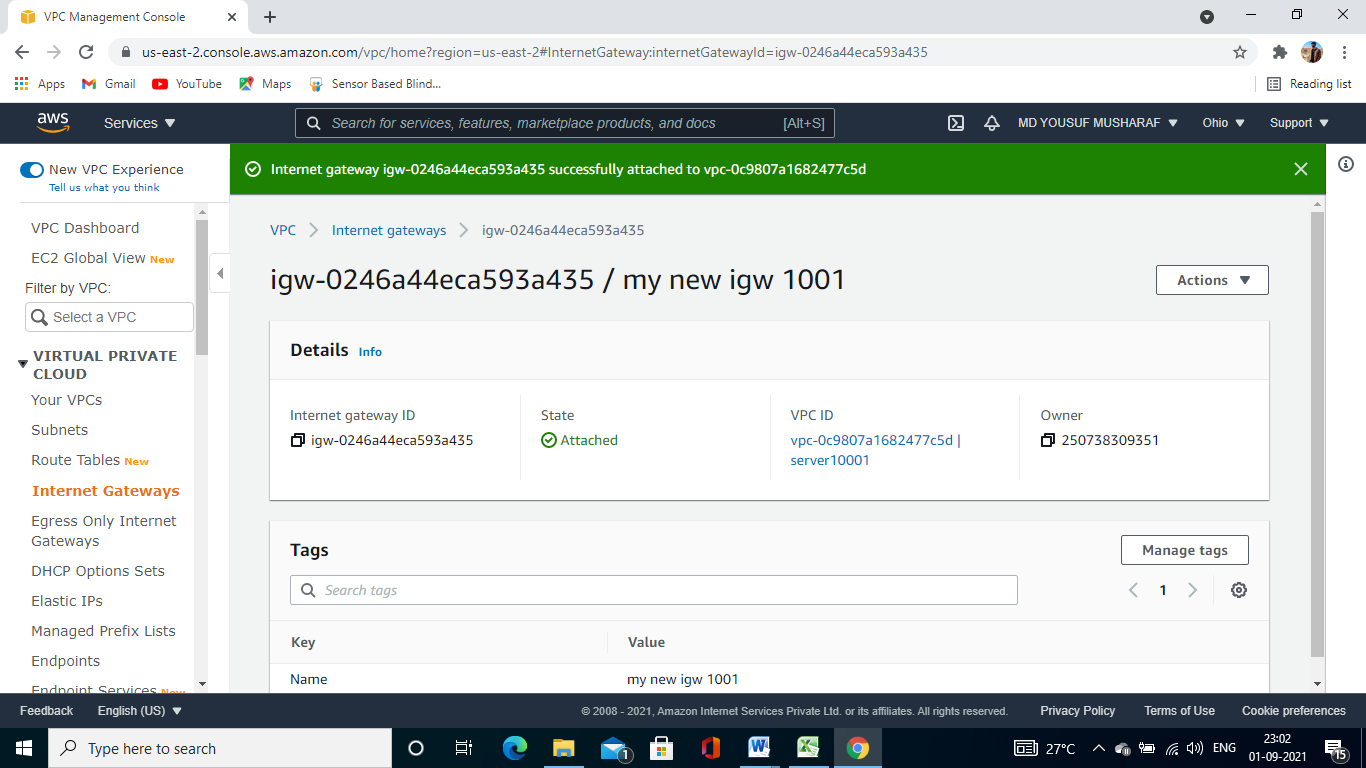 VPC Management Console
us-east-2.console.aws.amazon.com/vpc/home?region=us-east-2#InternetGateway:internetGatewayId=igw-0246a44eca593a435
Apps Gmail YouTube Maps Sensor Based Blind... Reading list
aws Services Search for services, features, marketplace products, and docs [Alt+S] MD YOUSUF MUSHARAF Ohio Support
New VPC Experience
Tell us what you think
Internet gateway igw-0246a44eca593a435 successfully attached to vpc-0c9807a1682477c5d
VPC Dashboard
EC2 Global View New
Filter by VPC:
Select a VPC
VIRTUAL PRIVATE
CLOUD
Your VPCs
Subnets
Route Tables New
Internet Gateways
Egress Only Internet
Gateways
DHCP Options Sets
Elastic IPs
Managed Prefix Lists
Endpoints
Endpoint Services New
VPC Internet gateways igw-0246a44eca593a435
igw-0246a44eca593a435 / my new igw 1001
Actions
Details Info
Internet gateway ID State VPC ID Owner
igw-0246a44eca593a435 Attached vpc-0c9807a1682477c5d | 250738309351
server10001
Tags Manage tags
Search tags 1
Key Value
Name my new igw 1001
Feedback English (US) © 2008 - 2021, Amazon Internet Services Private Ltd. or its affiliates. All rights reserved. Privacy Policy Terms of Use Cookie preferences
Type here to search 1 27°C ENG 23:02
01-09-2021 15